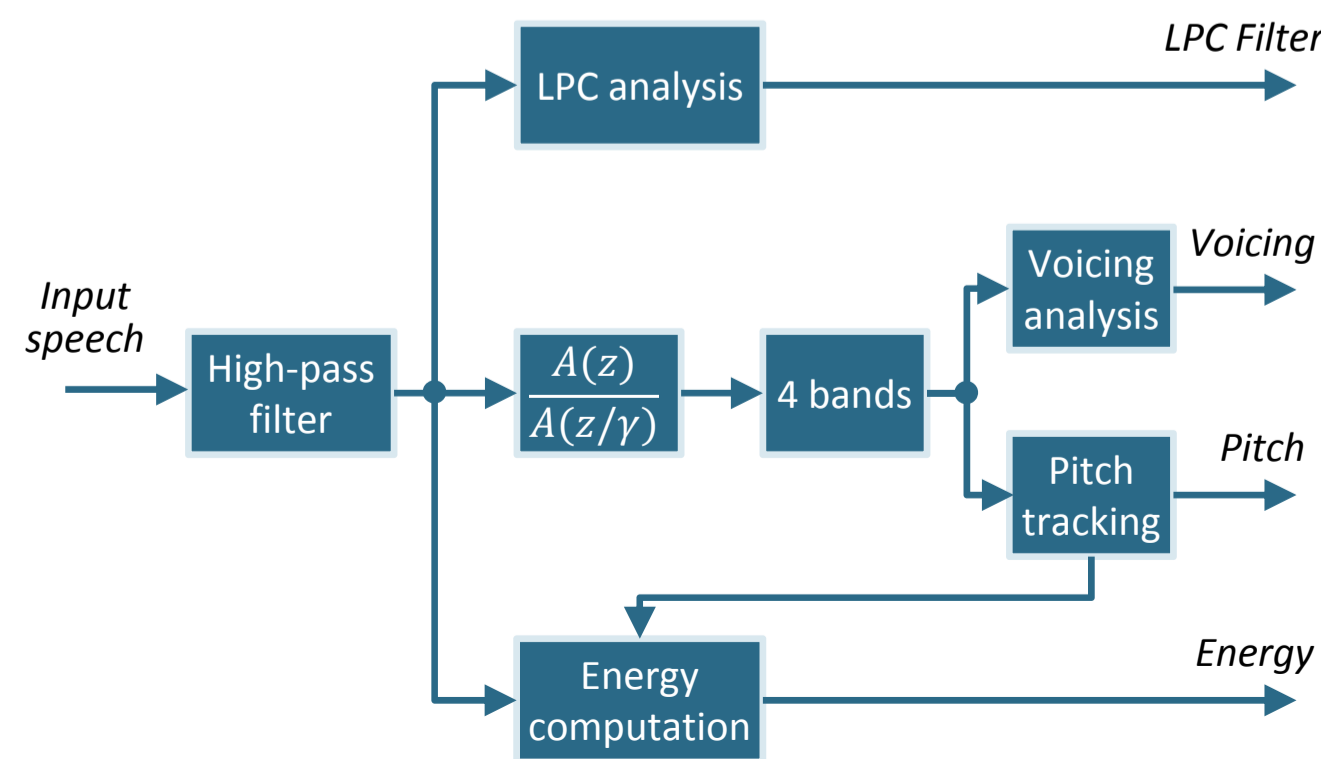 LPC Filter
LPC analysis
Voicing
Voicing
analysis
Input
speech
High-pass
filter
A(z)
A(z/γ)
4 bands
Pitch
Pitch
tracking
Energy
Energy
computation